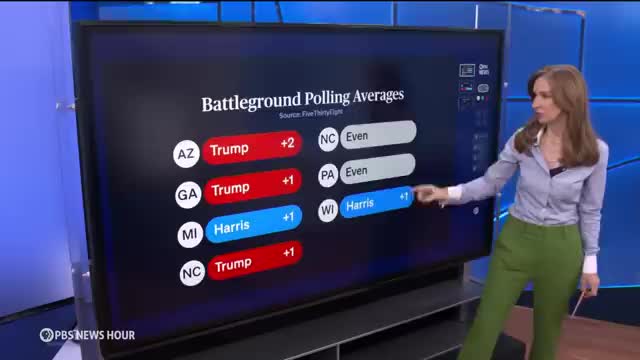 Battleground Polling Averages
Source: FiveThirtyEight
AZ Trump +2
GA Trump +1
MI Harris +1
NC Trump +1
NC Even
PA Even
WI Harris +1
PBS NEWS HOUR